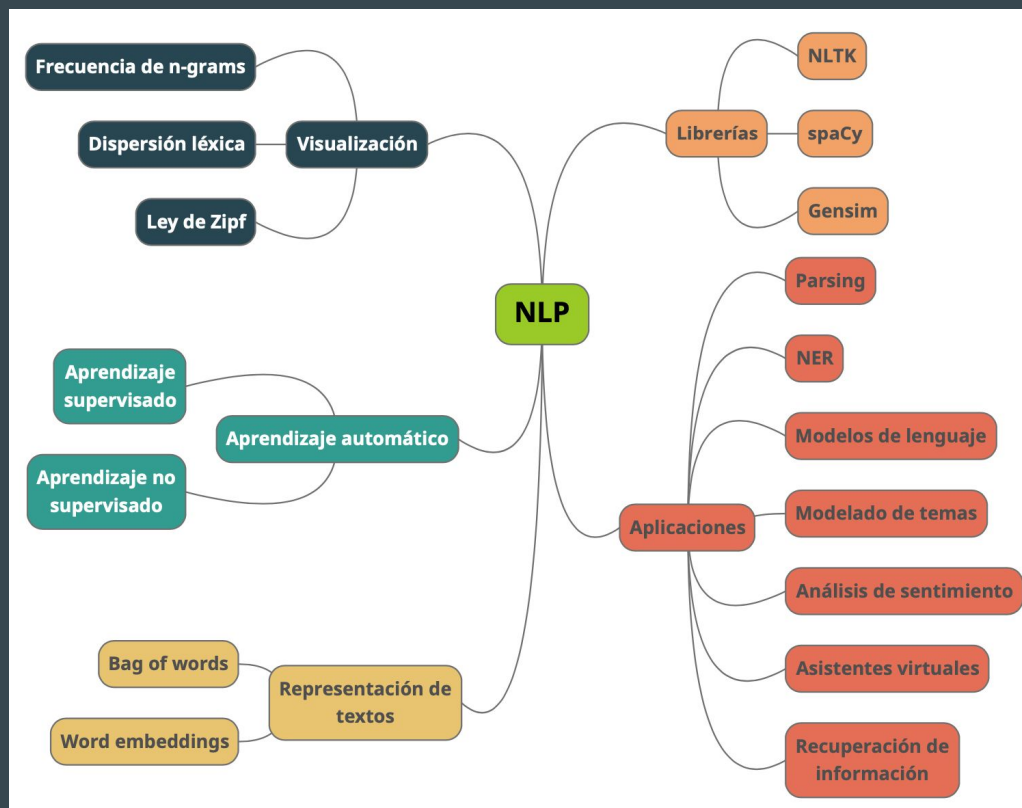 NLP
Visualización
Frecuencia de n-grams
Dispersión léxica
Ley de Zipf
Aprendizaje automático
Aprendizaje
supervisado
Aprendizaje no
supervisado
Representación de
textos
Bag of words
Word embeddings
Librerías
NLTK
spaCy
Gensim
Aplicaciones
Parsing
NER
Modelos de lenguaje
Modelado de temas
Análisis de sentimiento
Asistentes virtuales
Recuperación de
información